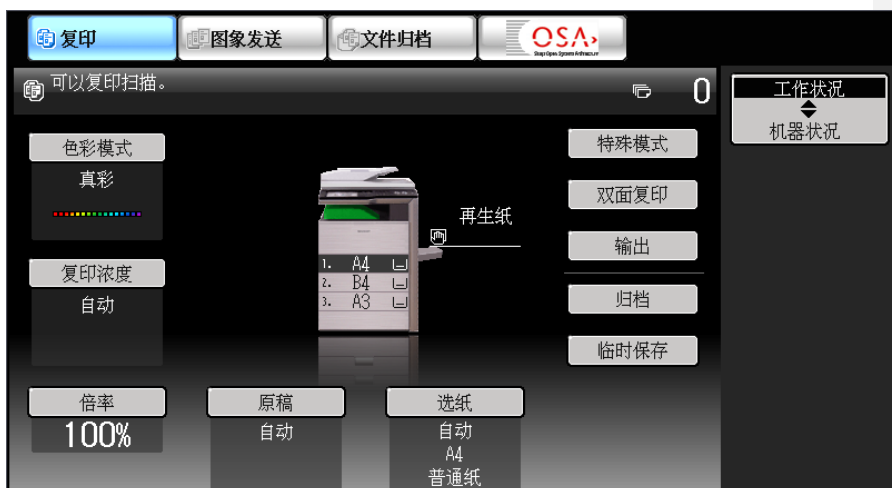 复印
图象发送
文件归档
OSA
Sharp Open Systems Architecture
可以复印扫描。
0
工作状况
机器状况
色彩模式
真彩
特殊模式
双面复印
再生纸
输出
1. A4
2. B4
3. A3
复印浓度
自动
归档
临时保存
倍率
100%
原稿
自动
选纸
自动
A4
普通纸